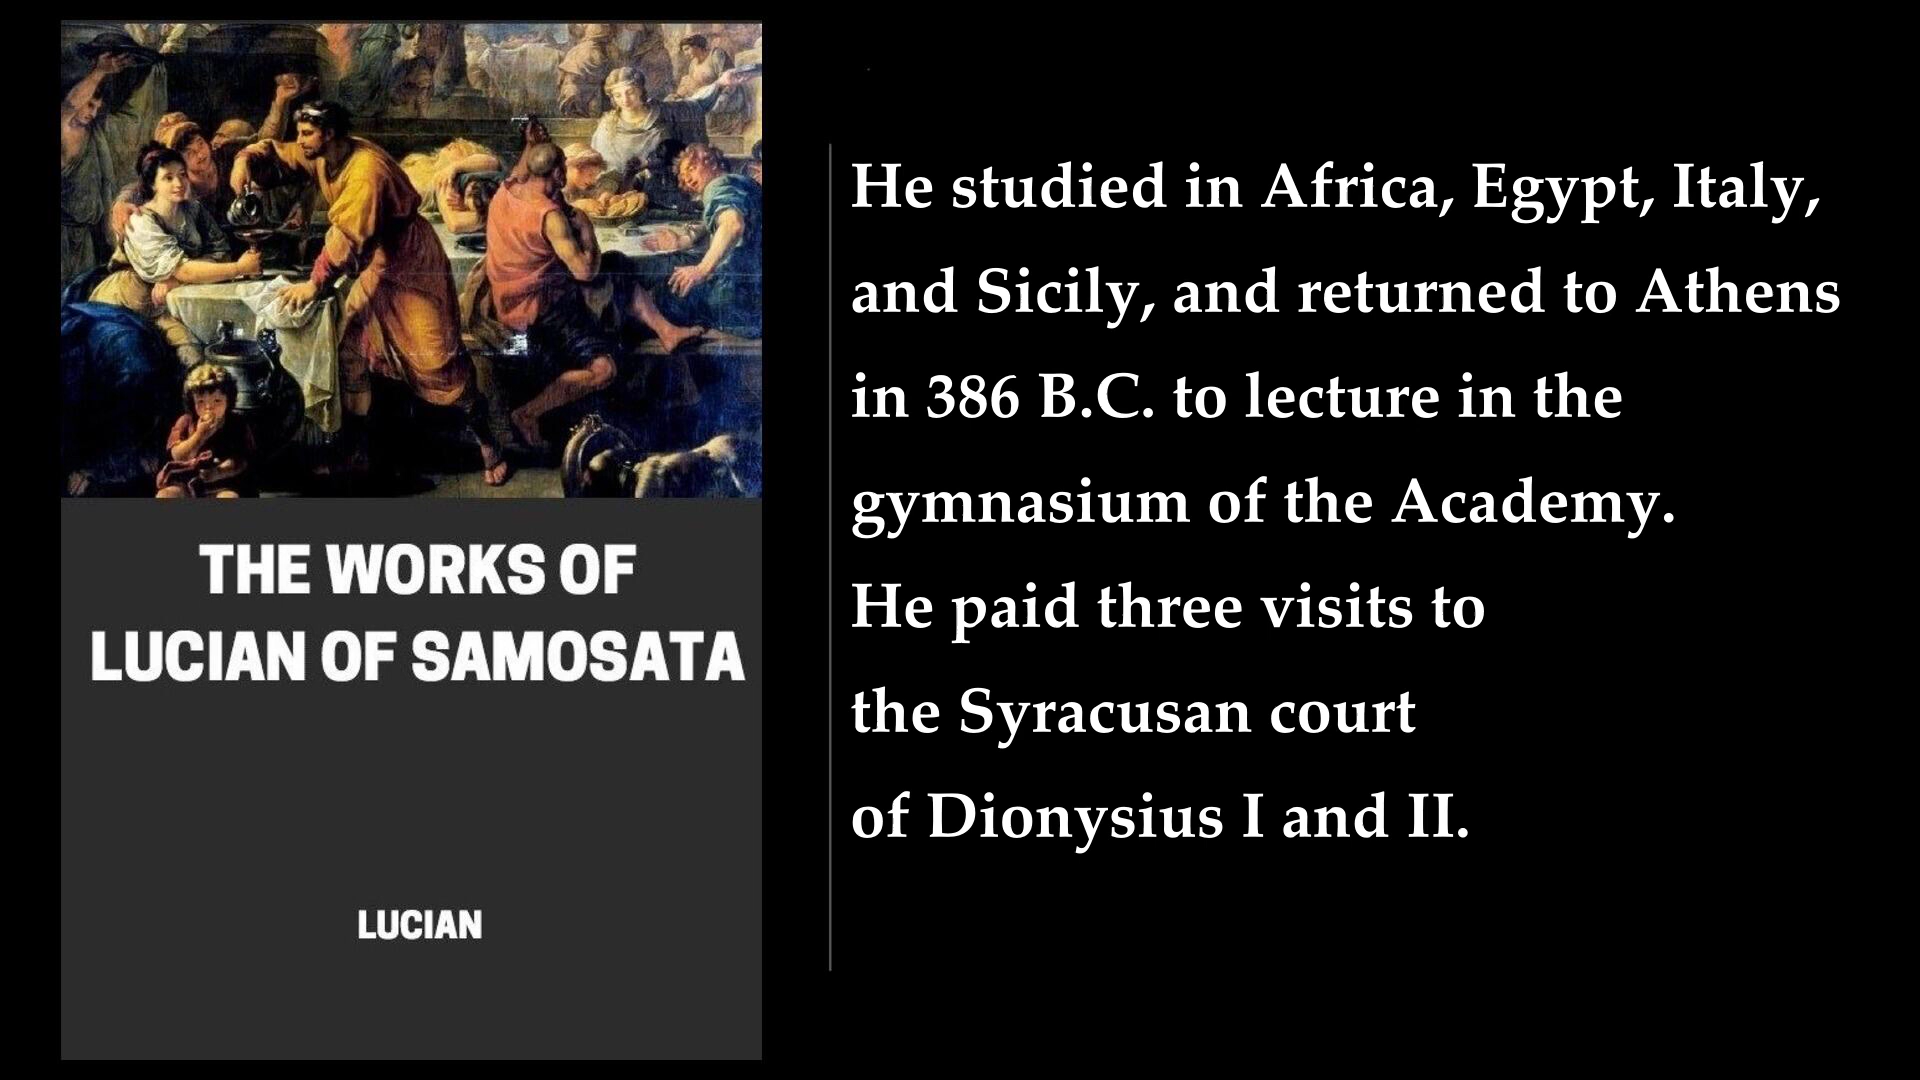 THE WORKS OF
LUCIAN OF SAMOSATA
LUCIAN
He studied in Africa, Egypt, Italy,
and Sicily, and returned to Athens
in 386 B.C. to lecture in the
gymnasium of the Academy.
He paid three visits to
the Syracusan court
of Dionysius I and II.